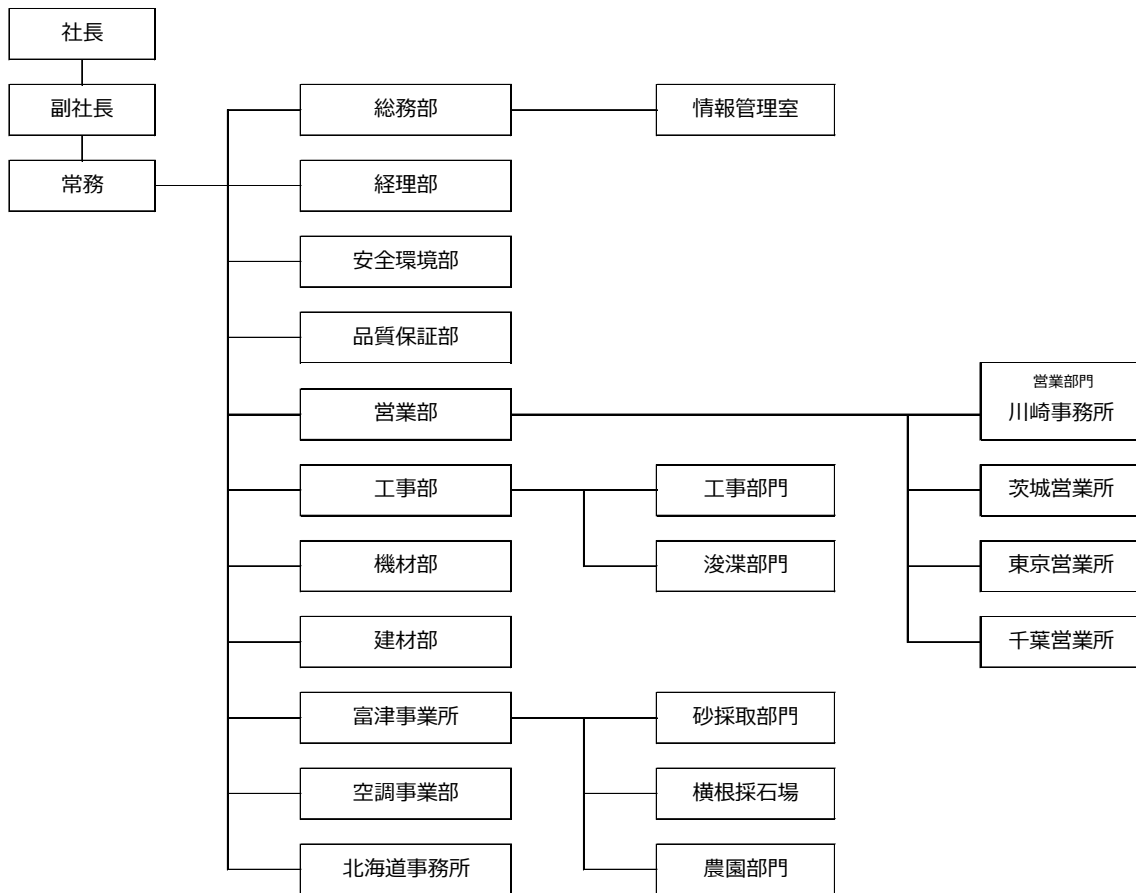 社長
副社長
総務部
情報管理室
常務
経理部
安全環境部
品質保証部
営業部門
営業部
川崎事務所
工事部
工事部門
茨城営業所
機材部
浚渫部門
東京営業所
建材部
千葉営業所
富津事業所
砂採取部門
空調事業部
横根採石場
北海道事務所
農園部門